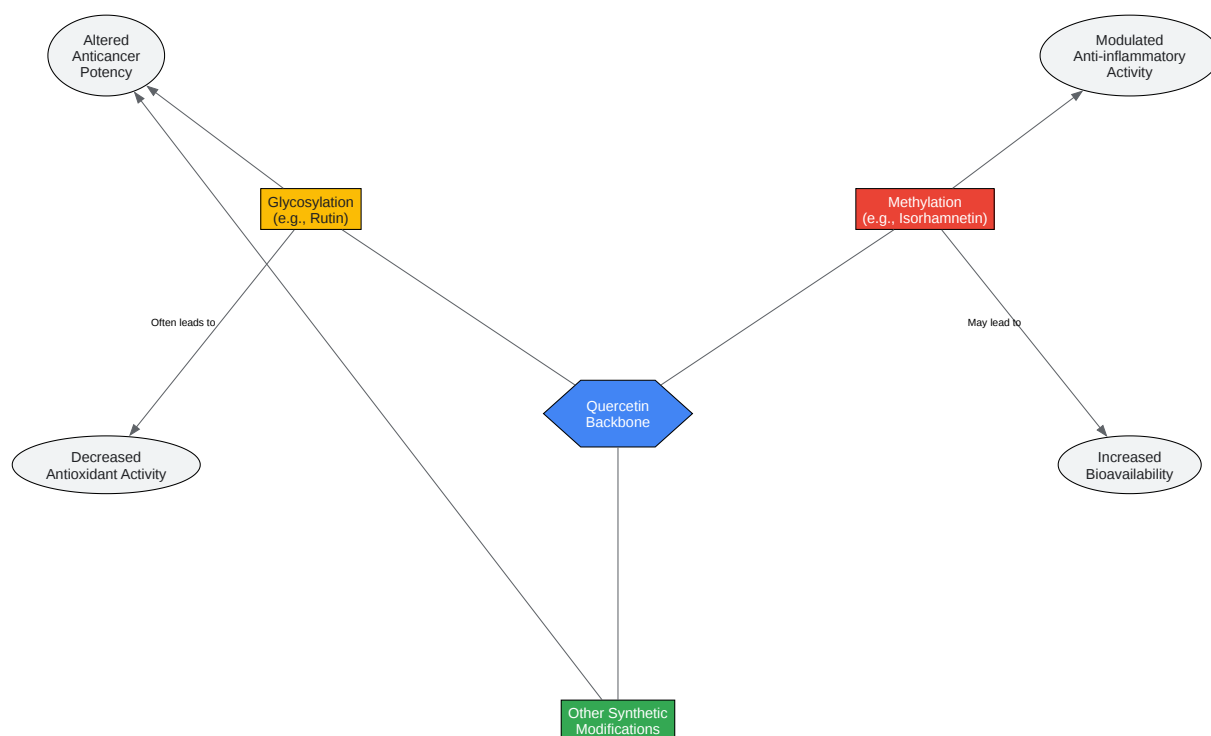 Altered
Anticancer
Potency
Modulated
Anti-inflammatory
Activity
Glycosylation
(e.g., Rutin)
Methylation
(e.g., Isorhamnetin)
Often leads to
May lead to
Quercetin
Backbone
Decreased
Antioxidant Activity
Increased
Bioavailability
Other Synthetic
Modifications